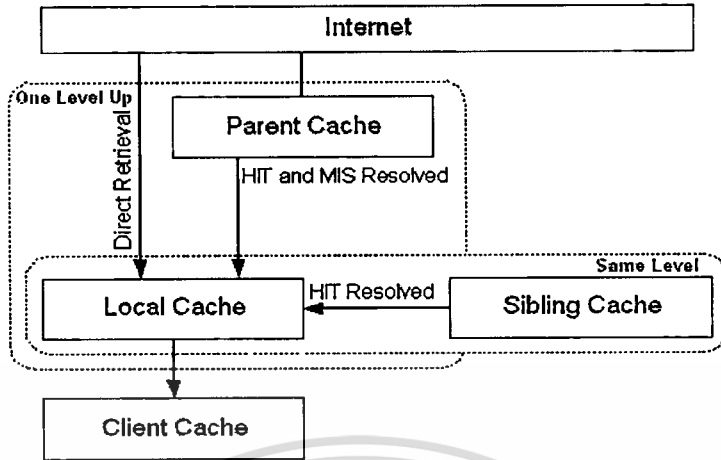 Internet
One Level Up
Parent Cache
Direct Retrieval
HIT and MIS Resolved
Same Level
Local Cache
HIT Resolved
Sibling Cache
Client Cache